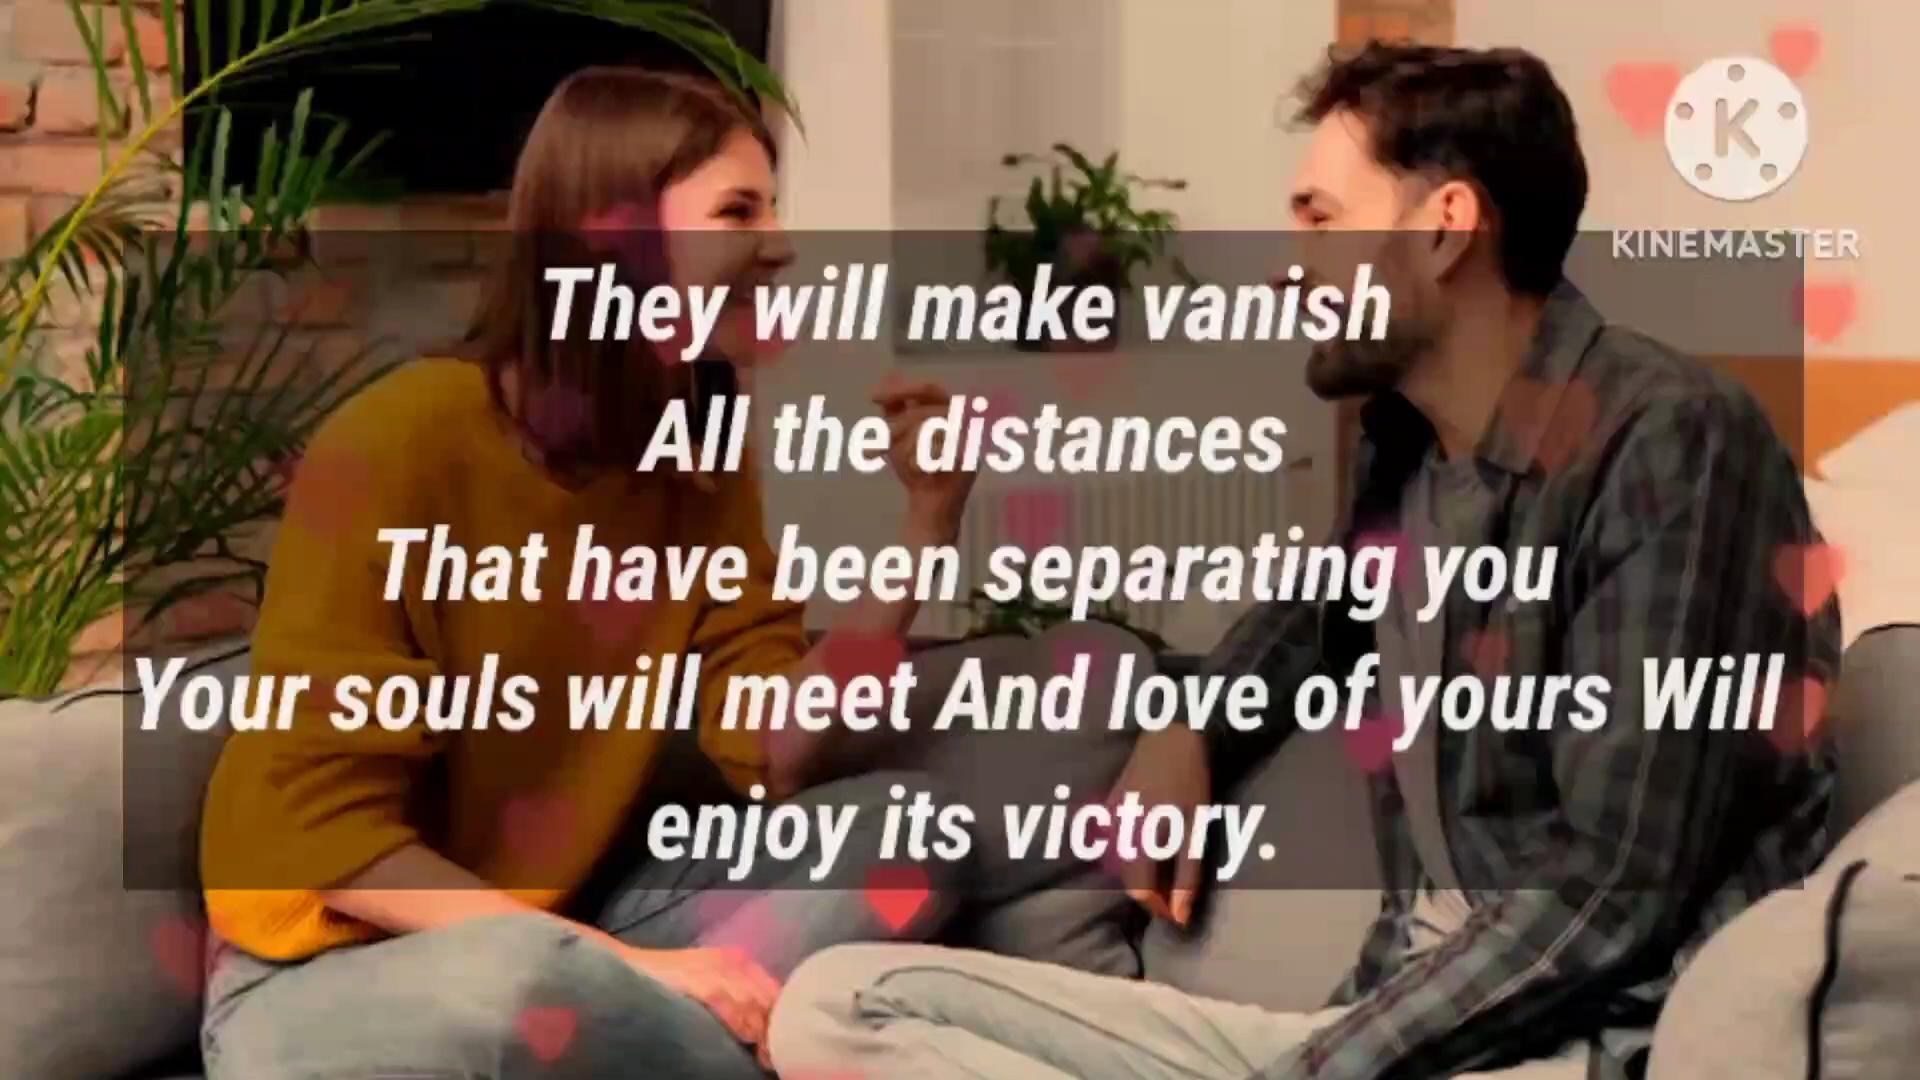 KINEMASTER
They will make vanish
All the distances
That have been separating you
Your souls will meet And love of yours Will
enjoy its victory.